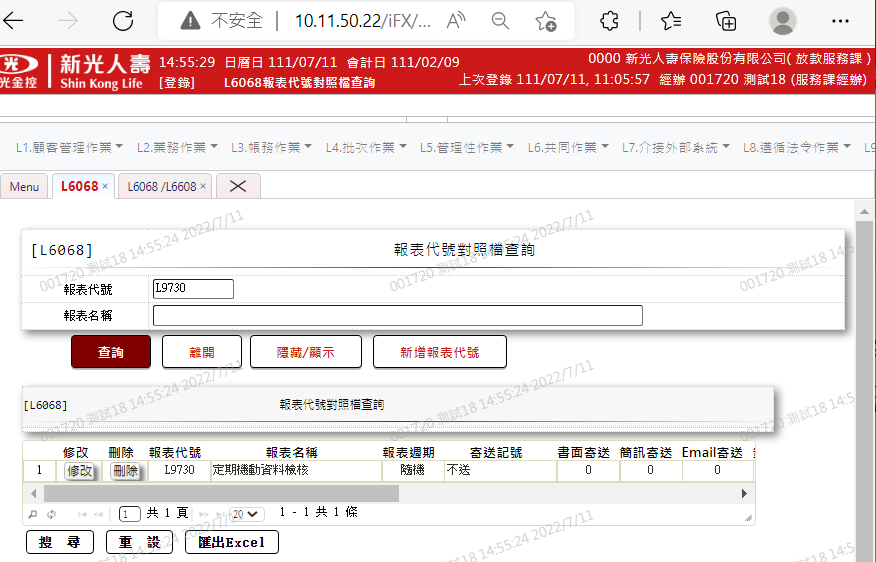 不安全 10.11.50.22/iFX/...
新光人壽 14:55:29 日曆日 111/07/11 會計日 111/02/09 0000 新光人壽保險股份有限公司( 放款服務課 )
光金控 Shin Kong Life [登錄] L6068報表代號對照檔查詢 上次登錄 111/07/11, 11:05:57 經辦 001720 測試18 (服務課經辦)
L1.顧客管理作業 L2.業務作業 L3.帳務作業 L4.批次作業 L5.管理性作業 L6.共同作業 L7.介接外部系統 L8.遵循法令作業 L9
Menu L6068 × L6068 /L6608 ×
001720 測試18 14:55:24 2022/7/11
[L6068] 報表代號對照檔查詢
報表代號 L9730
報表名稱
查詢 離開 隱藏/顯示 新增報表代號
[L6068] 報表代號對照檔查詢
修改 刪除 報表代號 報表名稱 報表週期 寄送記號 書面寄送 簡訊寄送 Email寄送
1 修改 刪除 L9730 定期機動資料檢核 隨機 不送 0 0 0
1 共 1 頁 20 1 - 1 共 1 條
搜 尋 重 設 匯出Excel